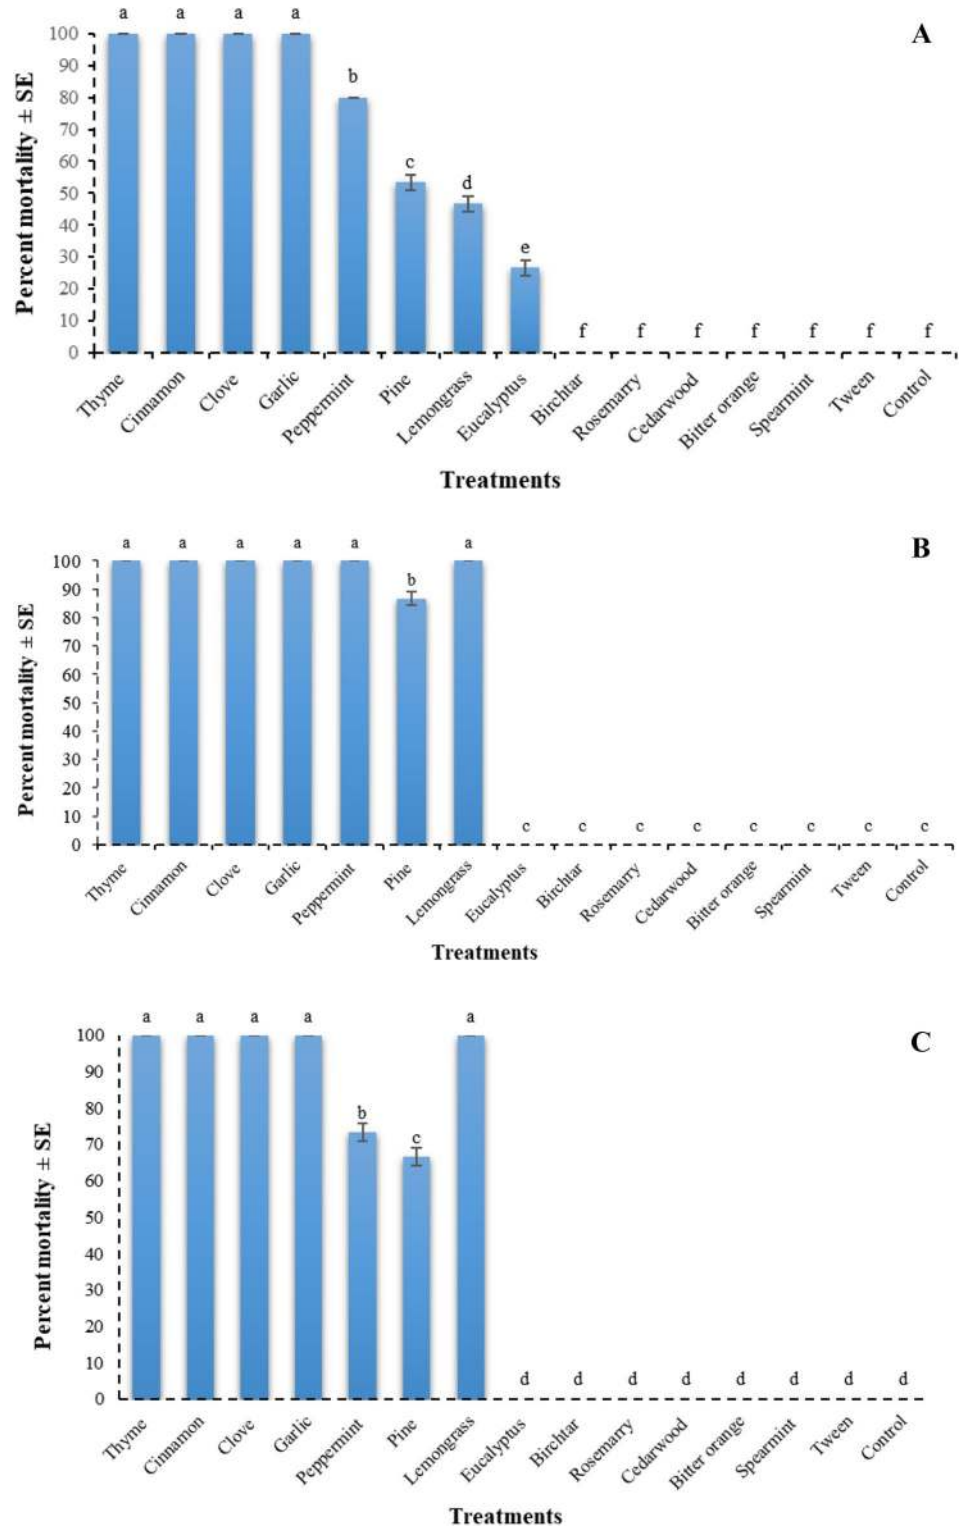 a a a a
A
100
90
80
70
60
50
40
30
20
10
0
b
c
d
e
f f f f f f f
Percent mortality ± SE
Thyme Cinnamon Clove Garlic Peppermint Pine Lemongrass Eucalyptus Birchtar Rosemarry Cedarwood Bitter orange Spearmint Tween Control
Treatments
a a a a a a
B
100
90
80
70
60
50
40
30
20
10
0
b
c c c c c c c c
Percent mortality ± SE
Thyme Cinnamon Clove Garlic Peppermint Pine Lemongrass Eucalyptus Birchtar Rosemarry Cedarwood Bitter orange Spearmint Tween Control
Treatments
a a a a a
C
100
90
80
70
60
50
40
30
20
10
0
b
c
d d d d d d d d
Percent mortality ± SE
Thyme Cinnamon Clove Garlic Peppermint Pine Lemongrass Eucalyptus Birchtar Rosemarry Cedarwood Bitter orange Spearmint Tween Control
Treatments